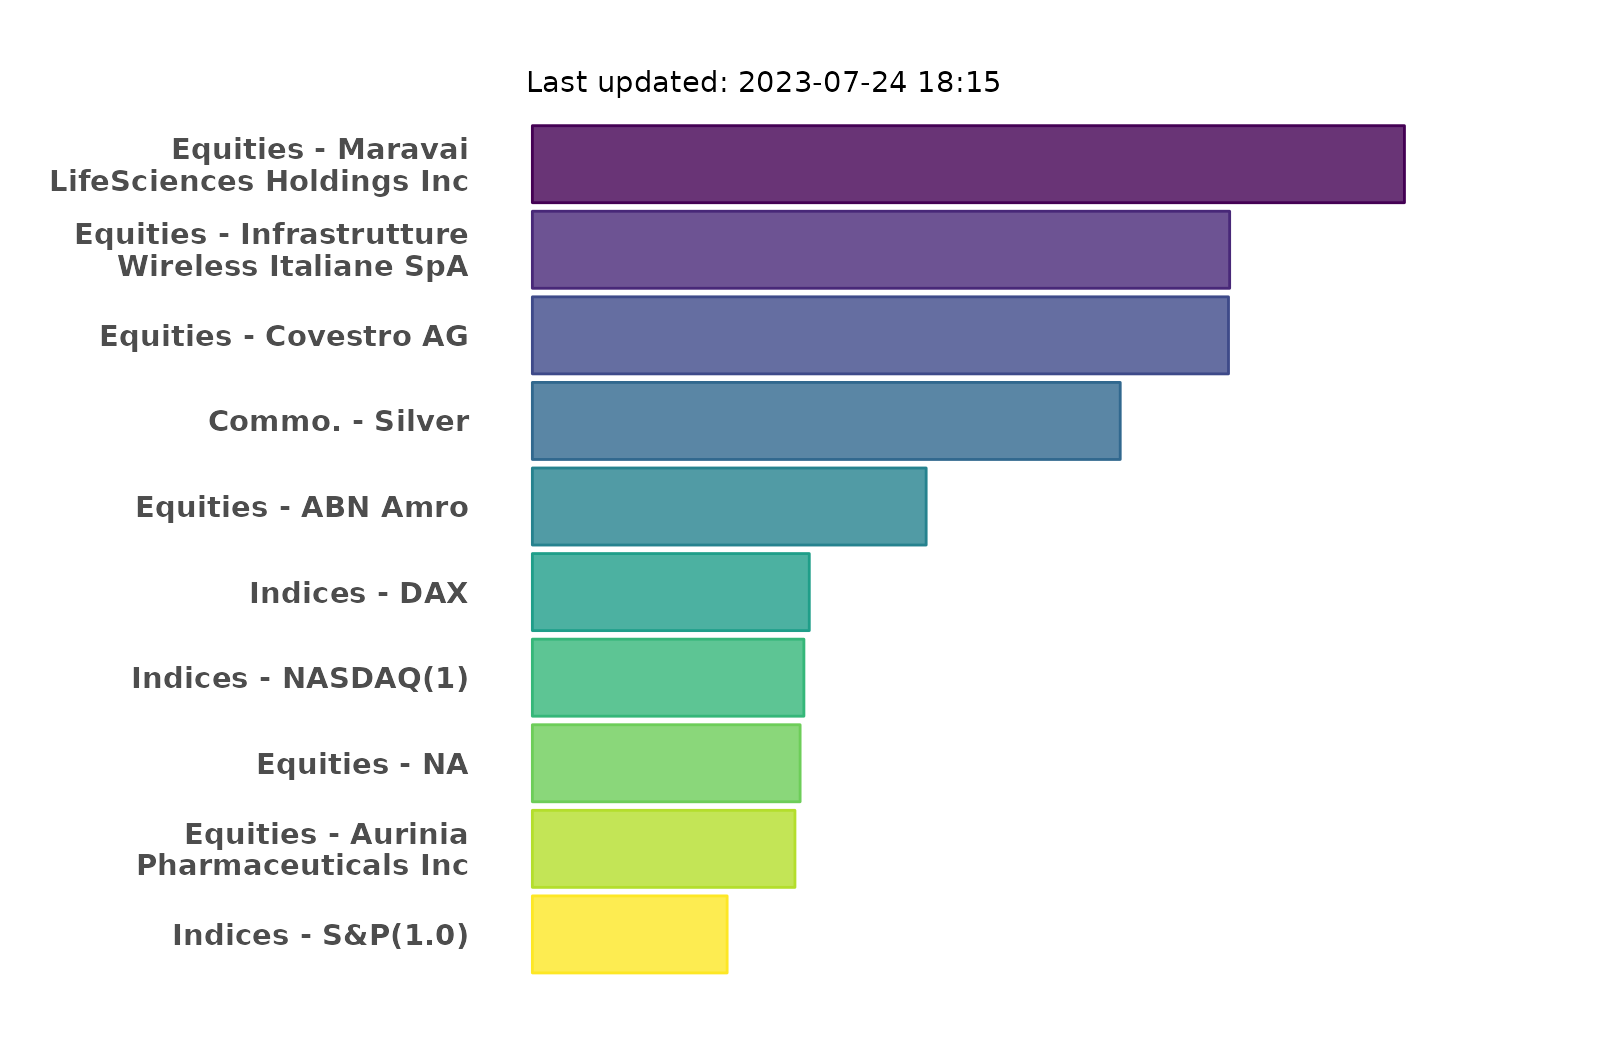 Last updated: 2023-07-24 18:15
Equities - Maravai
LifeSciences Holdings Inc
Equities - Infrastrutture
Wireless Italiane SpA
Equities - Covestro AG
Commo. - Silver
Equities - ABN Amro
Indices - DAX
Indices - NASDAQ(1)
Equities - NA
Equities - Aurinia
Pharmaceuticals Inc
Indices - S&P(1.0)